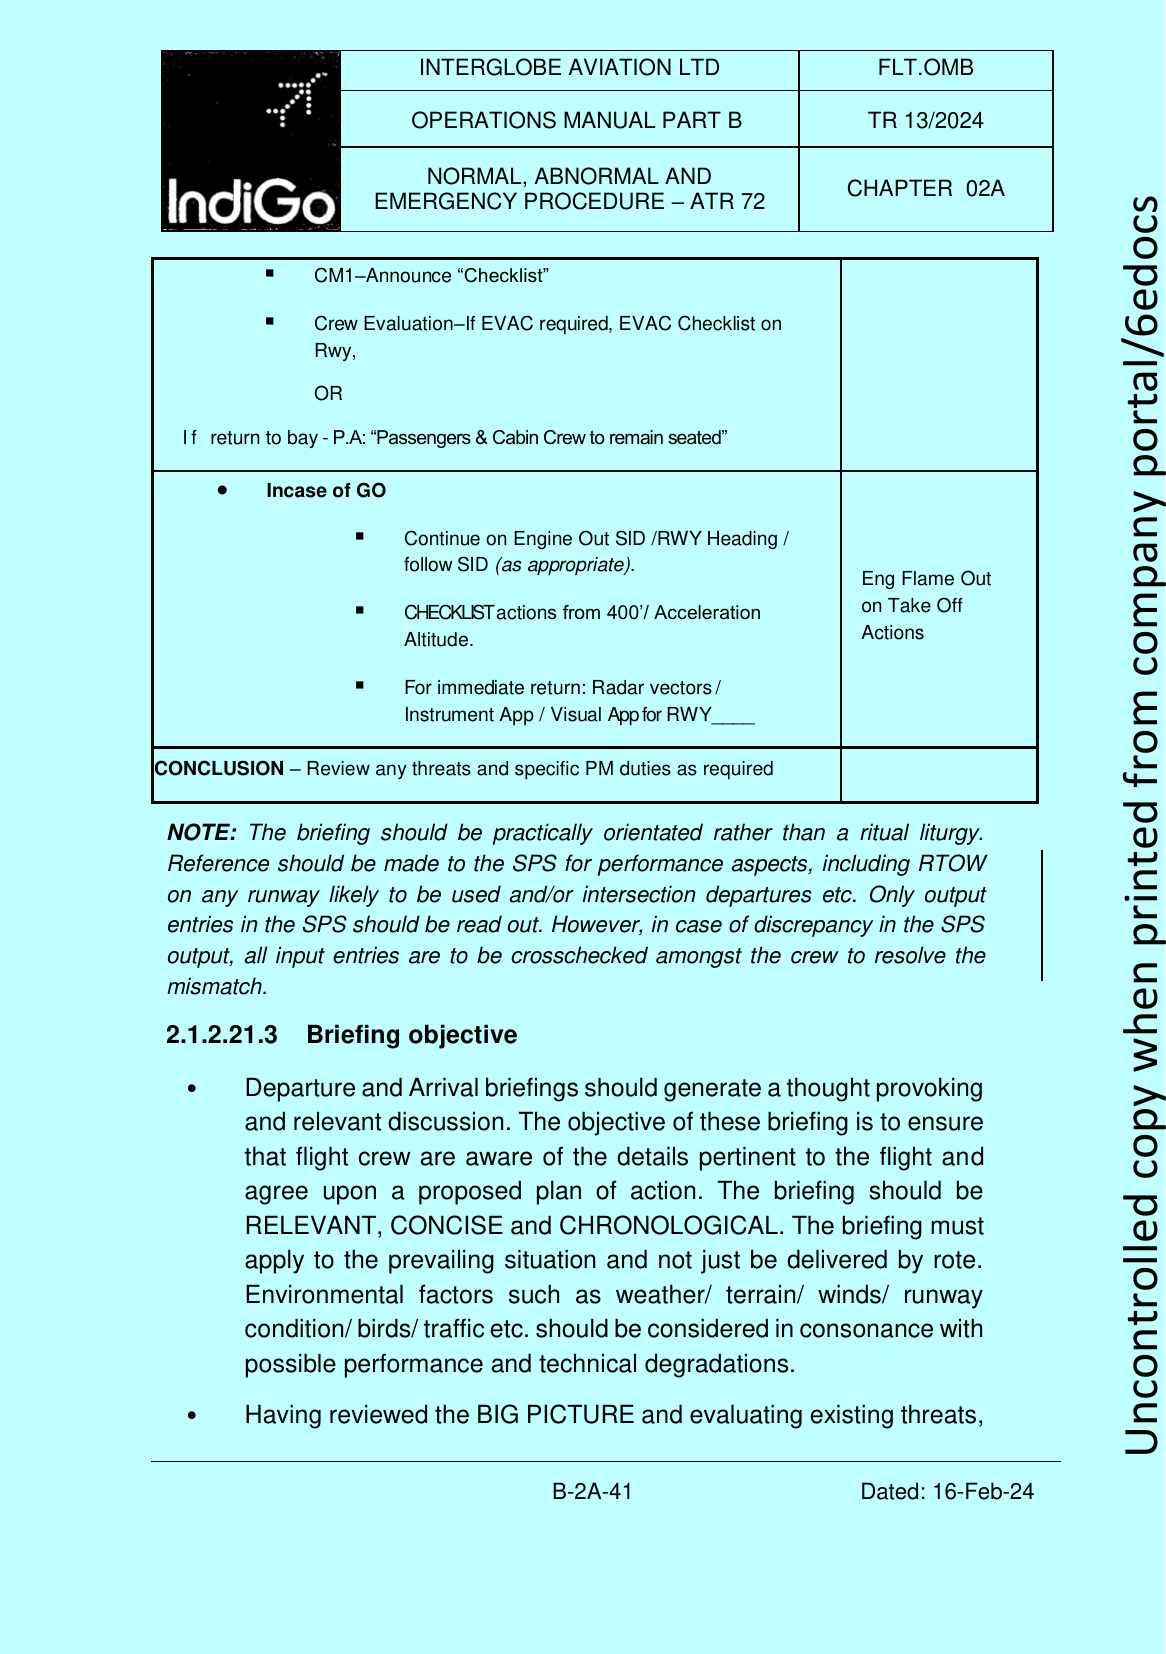 IndiGo
INTERGLOBE AVIATION LTD
FLT.OMB
OPERATIONS MANUAL PART B
TR 13/2024
NORMAL, ABNORMAL AND
EMERGENCY PROCEDURE – ATR 72
CHAPTER 02A
▪ CM1–Announce “Checklist”
▪ Crew Evaluation–If EVAC required, EVAC Checklist on
Rwy,
OR
If return to bay - P.A: “Passengers & Cabin Crew to remain seated”
• Incase of GO
▪ Continue on Engine Out SID /RWY Heading /
follow SID (as appropriate).
▪ CHECKLIST actions from 400’/ Acceleration
Altitude.
▪ For immediate return: Radar vectors /
Instrument App / Visual App for RWY____
Eng Flame Out
on Take Off
Actions
CONCLUSION – Review any threats and specific PM duties as required
NOTE: The briefing should be practically orientated rather than a ritual liturgy.
Reference should be made to the SPS for performance aspects, including RTOW
on any runway likely to be used and/or intersection departures etc. Only output
entries in the SPS should be read out. However, in case of discrepancy in the SPS
output, all input entries are to be crosschecked amongst the crew to resolve the
mismatch.
2.1.2.21.3 Briefing objective
• Departure and Arrival briefings should generate a thought provoking
and relevant discussion. The objective of these briefing is to ensure
that flight crew are aware of the details pertinent to the flight and
agree upon a proposed plan of action. The briefing should be
RELEVANT, CONCISE and CHRONOLOGICAL. The briefing must
apply to the prevailing situation and not just be delivered by rote.
Environmental factors such as weather/ terrain/ winds/ runway
condition/ birds/ traffic etc. should be considered in consonance with
possible performance and technical degradations.
• Having reviewed the BIG PICTURE and evaluating existing threats,
B-2A-41
Dated: 16-Feb-24
Uncontrolled copy when printed from company portal/6edocs